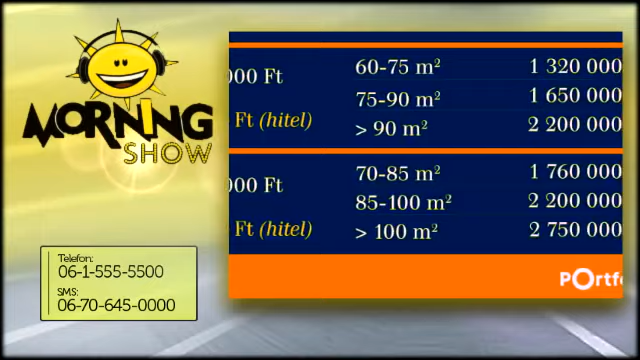 MORNING
SHOW
Telefon:
06-1-555-5500
SMS:
06-70-645-0000
000 Ft
Ft (hitel)
60-75 m² 1 320 000
75-90 m² 1 650 000
> 90 m² 2 200 000
000 Ft
Ft (hitel)
70-85 m² 1 760 000
85-100 m² 2 200 000
> 100 m² 2 750 000
POrtfo